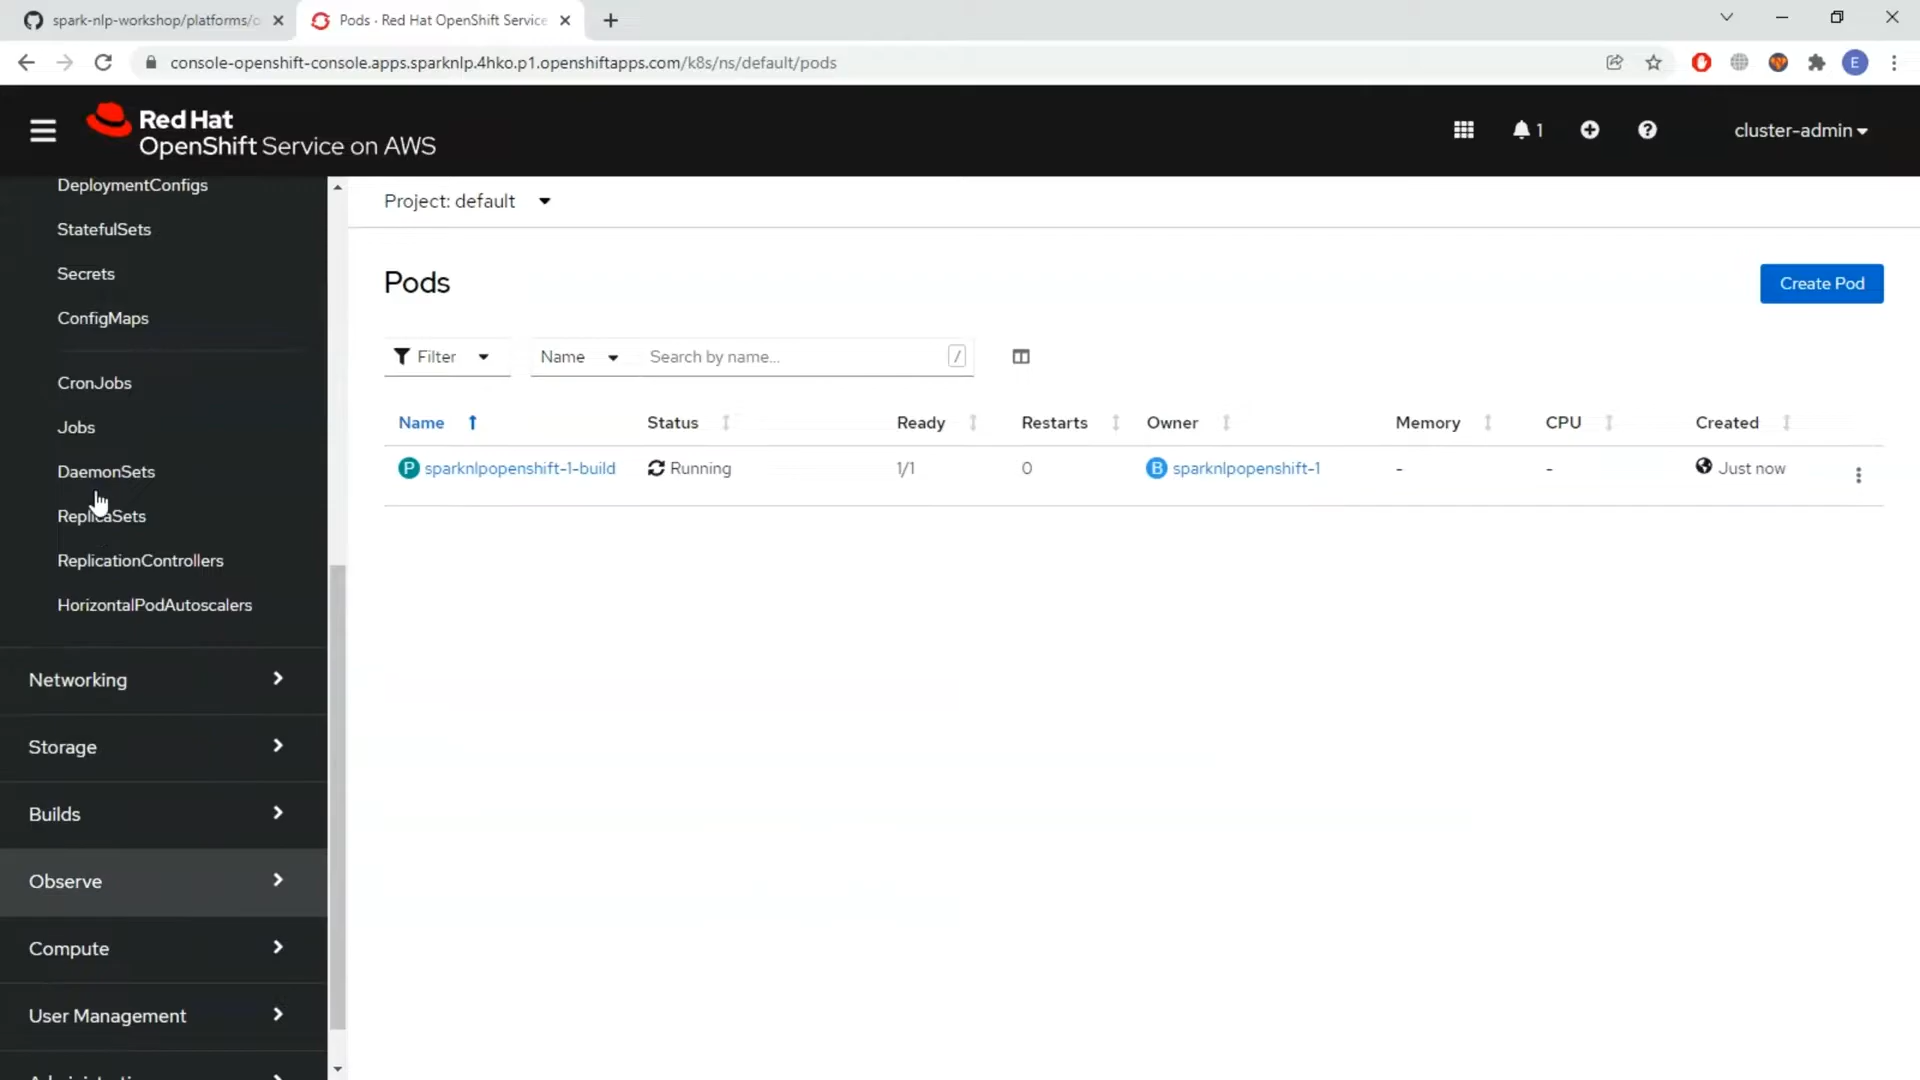 spark-nlp-workshop/platforms/o
Pods · Red Hat OpenShift Service
console-openshift-console.apps.sparknlp.4hko.p1.openshiftapps.com/k8s/ns/default/pods
E
Red Hat
OpenShift Service on AWS
1
cluster-admin
DeploymentConfigs
StatefulSets
Secrets
ConfigMaps
CronJobs
Jobs
DaemonSets
ReplicaSets
ReplicationControllers
HorizontalPodAutoscalers
Networking
Storage
Builds
Observe
Compute
User Management
Project: default
Pods
Create Pod
Filter
Name
Search by name...
/
Name Status Ready Restarts Owner Memory CPU Created
P sparknlpopenshift-1-build Running 1/1 0 B sparknlpopenshift-1 - - Just now